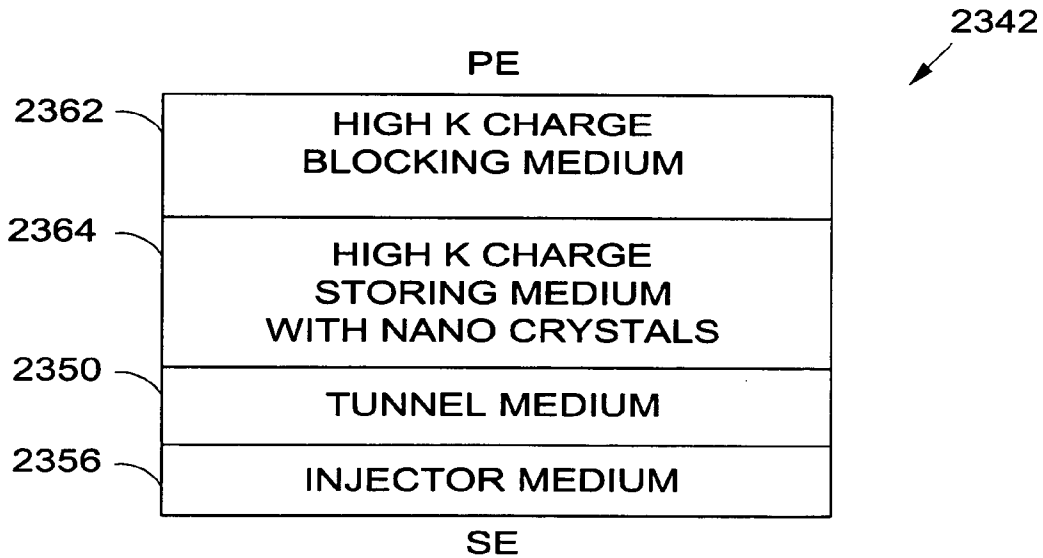 2342
PE
2362
HIGH K CHARGE
BLOCKING MEDIUM
2364
HIGH K CHARGE
STORING MEDIUM
WITH NANO CRYSTALS
2350
TUNNEL MEDIUM
2356
INJECTOR MEDIUM
SE